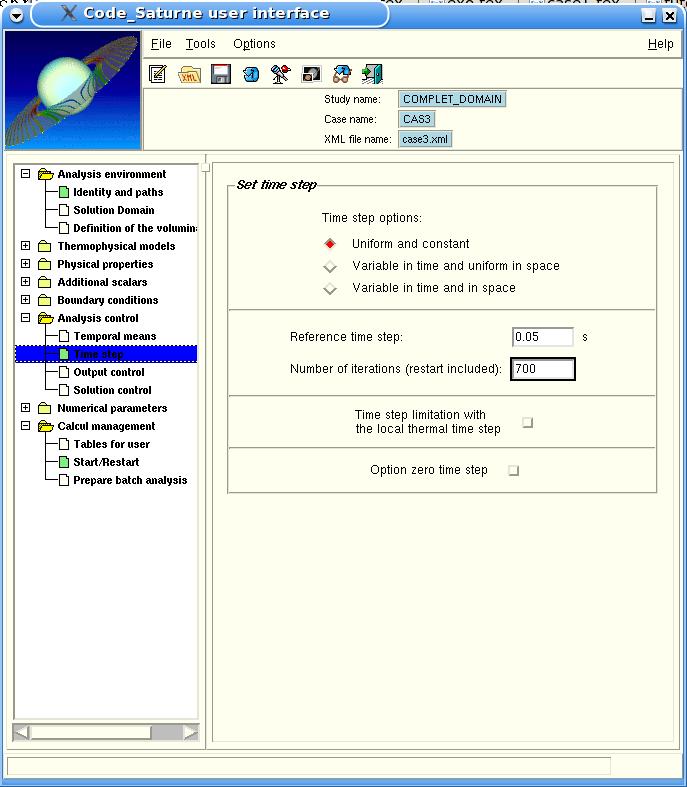 Code_Saturne user interface
File Tools Options Help
Study name: COMPLET_DOMAIN
Case name: CAS3
XML file name: case3.xml
Analysis environment
Identity and paths
Solution Domain
Definition of the volumin
Thermophysical models
Physical properties
Additional scalars
Boundary conditions
Analysis control
Temporal means
Time step
Output control
Solution control
Numerical parameters
Calcul management
Tables for user
Start/Restart
Prepare batch analysis
Set time step
Time step options:
Uniform and constant
Variable in time and uniform in space
Variable in time and in space
Reference time step: 0.05 s
Number of iterations (restart included): 700
Time step limitation with
the local thermal time step
Option zero time step